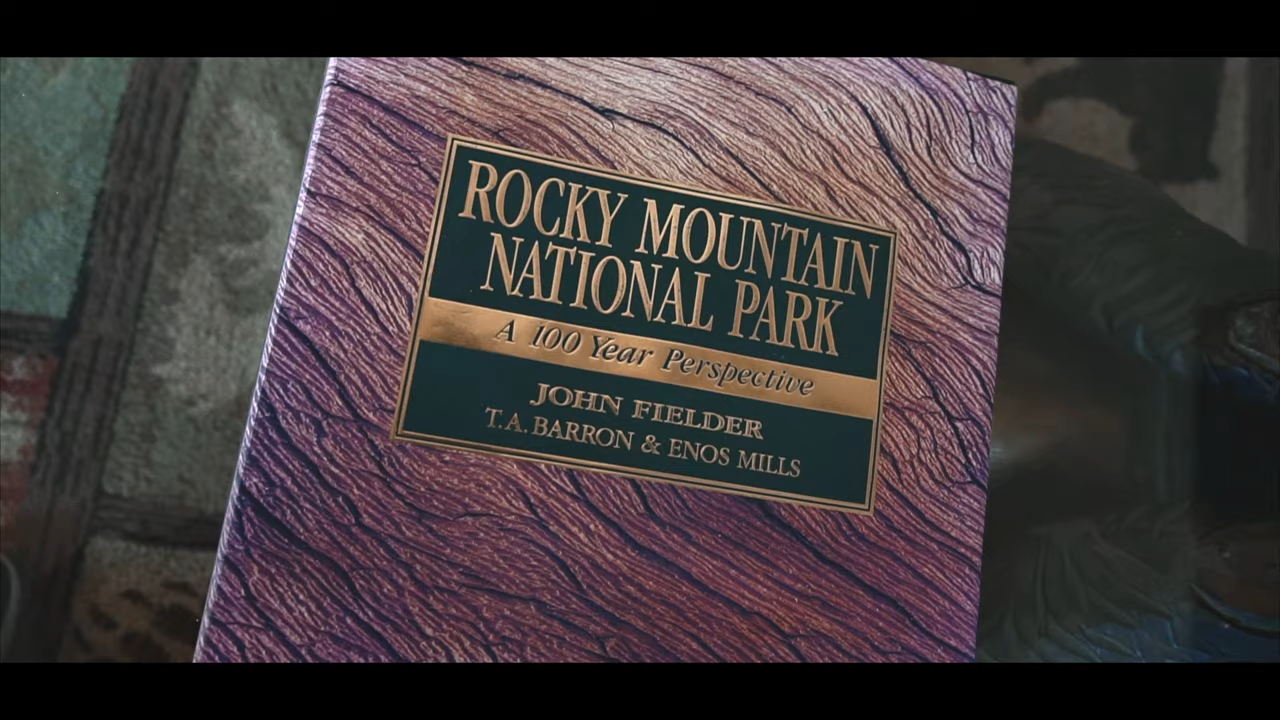 ROCKY MOUNTAIN
NATIONAL PARK
A 100 Year Perspective
JOHN FIELDER
T.A. BARRON & ENOS MILLS